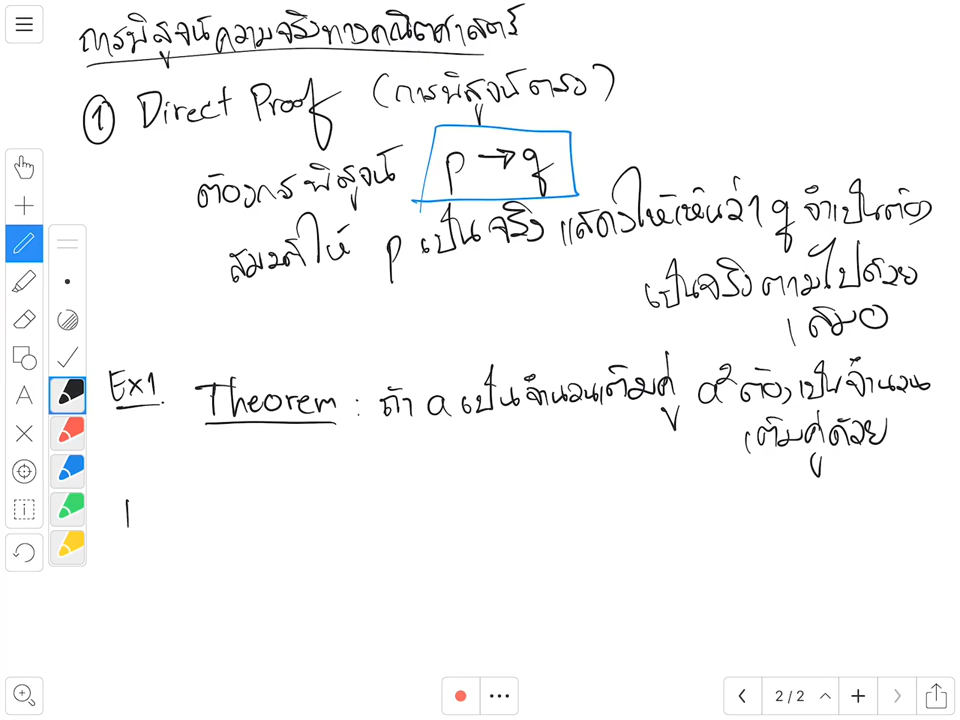 การพิสูจน์ความจริงทางคณิตศาสตร์
① Direct Proof (การพิสูจน์ตรง)
ต้องการพิสูจน์ p → q
สมมติให้ p เป็นจริง แสดงให้เห็นว่า q จำเป็นต้อง
เป็นจริงตามไปด้วย
เสมอ
Ex1 Theorem : ถ้า a เป็นจำนวนเต็มคู่ a² ต้องเป็นจำนวน
เต็มคู่ด้วย
2/2